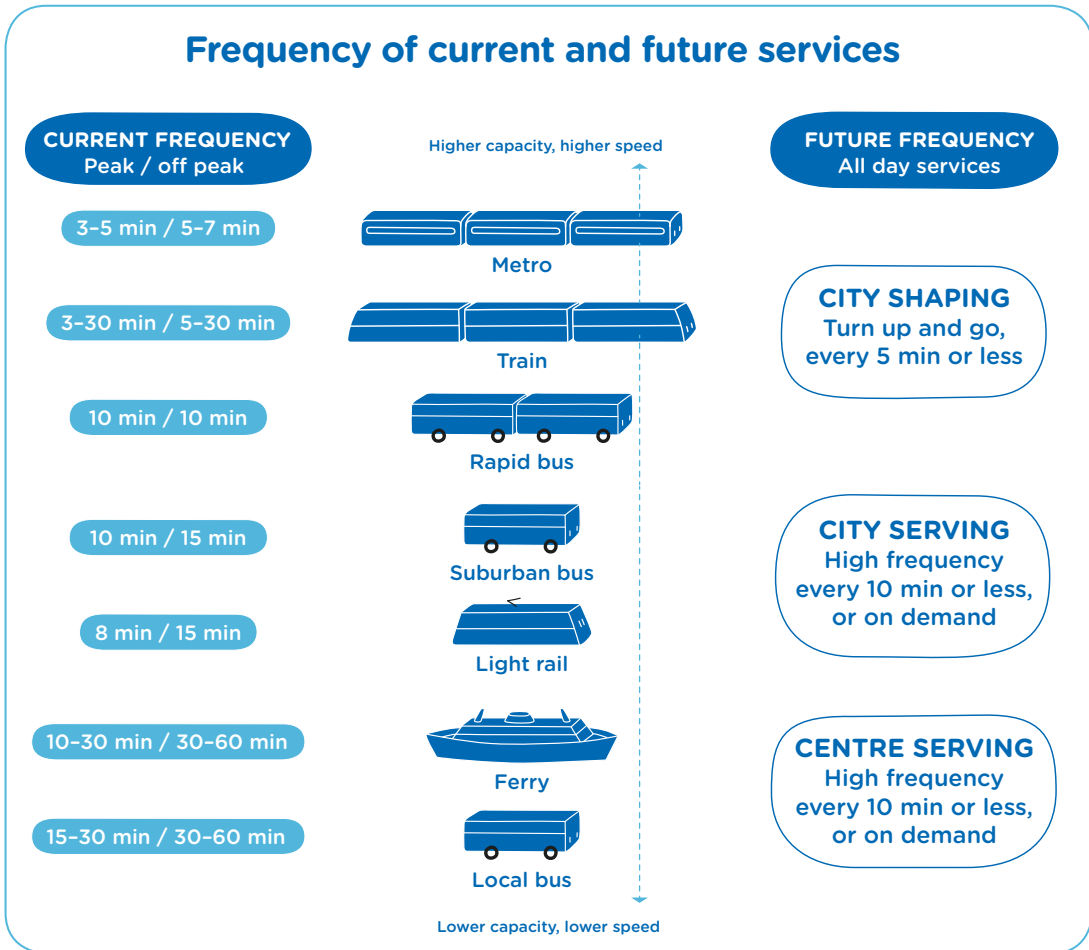 Frequency of current and future services
CURRENT FREQUENCY
Peak / off peak
Higher capacity, higher speed
FUTURE FREQUENCY
All day services
3–5 min / 5–7 min
Metro
3–30 min / 5–30 min
Train
CITY SHAPING
Turn up and go,
every 5 min or less
10 min / 10 min
Rapid bus
10 min / 15 min
Suburban bus
CITY SERVING
High frequency
every 10 min or less,
or on demand
8 min / 15 min
Light rail
10–30 min / 30–60 min
Ferry
CENTRE SERVING
High frequency
every 10 min or less,
or on demand
15–30 min / 30–60 min
Local bus
Lower capacity, lower speed